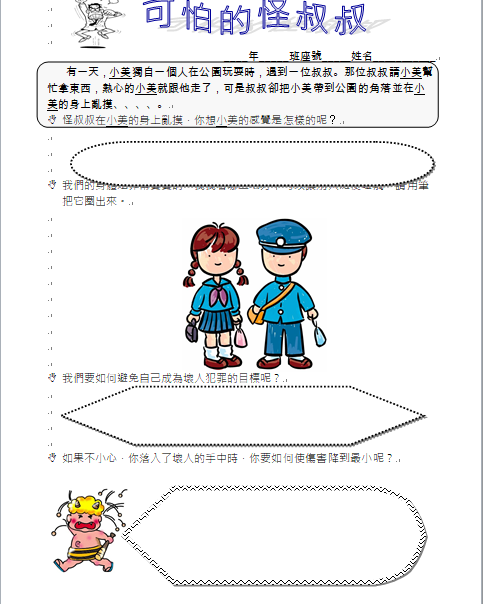 可怕的怪叔叔
年 班座號 姓名
有一天，小美獨自一個人在公園玩耍時，遇到一位叔叔。那位叔叔請小美幫
忙拿東西，熱心的小美就跟他走了，可是叔叔卻把小美帶到公園的角落並在小
美的身上亂摸、、、、。
怪叔叔在小美的身上亂摸，你想小美的感覺是怎樣的呢？
我們的身體
請用筆
把它圈出來。
我們要如何避免自己成為壞人犯罪的目標呢？
如果不小心，你落入了壞人的手中時，你要如何使傷害降到最小呢？